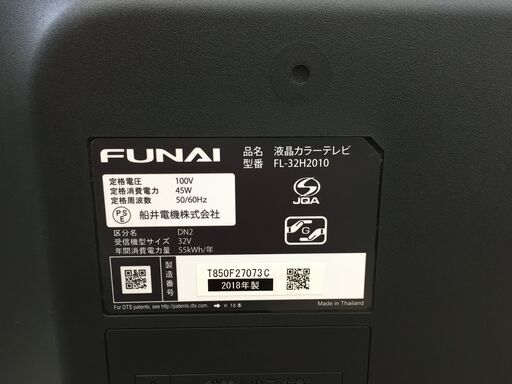 FUNAI
品名 液晶カラーテレビ
型番 FL-32H2010
定格電圧 100V
定格消費電力 45W
定格周波数 50/60Hz
PSE 船井電機株式会社
JQA
G
区分名 DN2
受信機型サイズ 32V
年間消費電力量 55kWh/年
製造番号
T850F27073C
2018年製
For DTS patents, see http://patents.dts.com. → × 18本
Made in Thailand